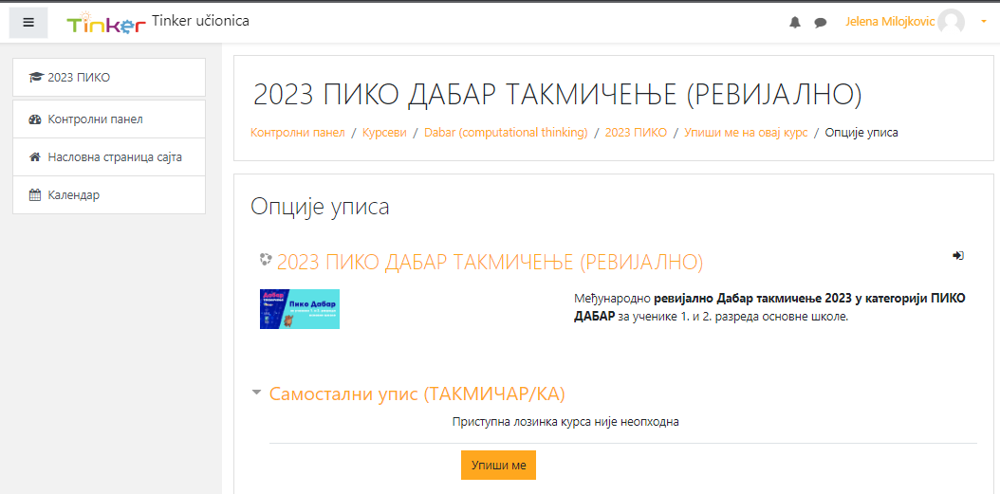 Tinker Tinker učionica
Jelena Milojkovic
2023 ПИКО
Контролни панел
Насловна страница сајта
Календар
2023 ПИКО ДАБАР ТАКМИЧЕЊЕ (РЕВИЈАЛНО)
Контролни панел / Курсеви / Dabar (computational thinking) / 2023 ПИКО / Упиши ме на овај курс / Опције уписа
Опције уписа
2023 ПИКО ДАБАР ТАКМИЧЕЊЕ (РЕВИЈАЛНО)
Дабар
Пико Дабар
Међународно ревијално Дабар такмичење 2023 у категорији ПИКО
ДАБАР за ученике 1. и 2. разреда основне школе.
Самостални упис (ТАКМИЧАР/КА)
Приступна лозинка курса није неопходна
Упиши ме